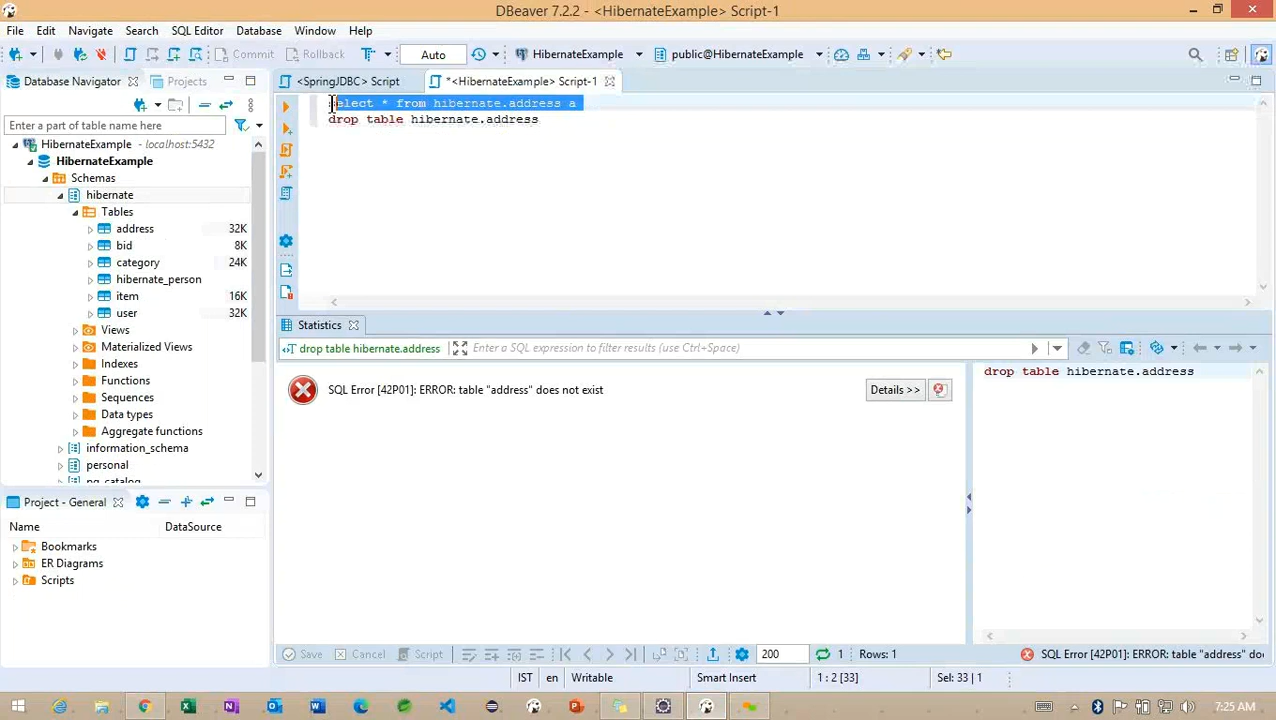 DBeaver 7.2.2 - <HibernateExample> Script-1
File Edit Navigate Search SQL Editor Database Window Help
Commit Rollback Auto HibernateExample public@HibernateExample
Database Navigator Projects
<SpringJDBC> Script *<HibernateExample> Script-1
Enter a part of table name here
HibernateExample - localhost:5432
HibernateExample
Schemas
hibernate
Tables
address 32K
bid 8K
category 24K
hibernate_person
item 16K
user 32K
Views
Materialized Views
Indexes
Functions
Sequences
Data types
Aggregate functions
information_schema
personal
pg_catalog
select * from hibernate.address a
drop table hibernate.address
Statistics
drop table hibernate.address Enter a SQL expression to filter results (use Ctrl+Space)
SQL Error [42P01]: ERROR: table "address" does not exist
Details >>
drop table hibernate.address
Project - General
Name DataSource
Bookmarks
ER Diagrams
Scripts
Save Cancel Script 200 1 Rows: 1 SQL Error [42P01]: ERROR: table "address" doe
IST en Writable Smart Insert 1 : 2 [33] Sel: 33 | 1
7:25 AM